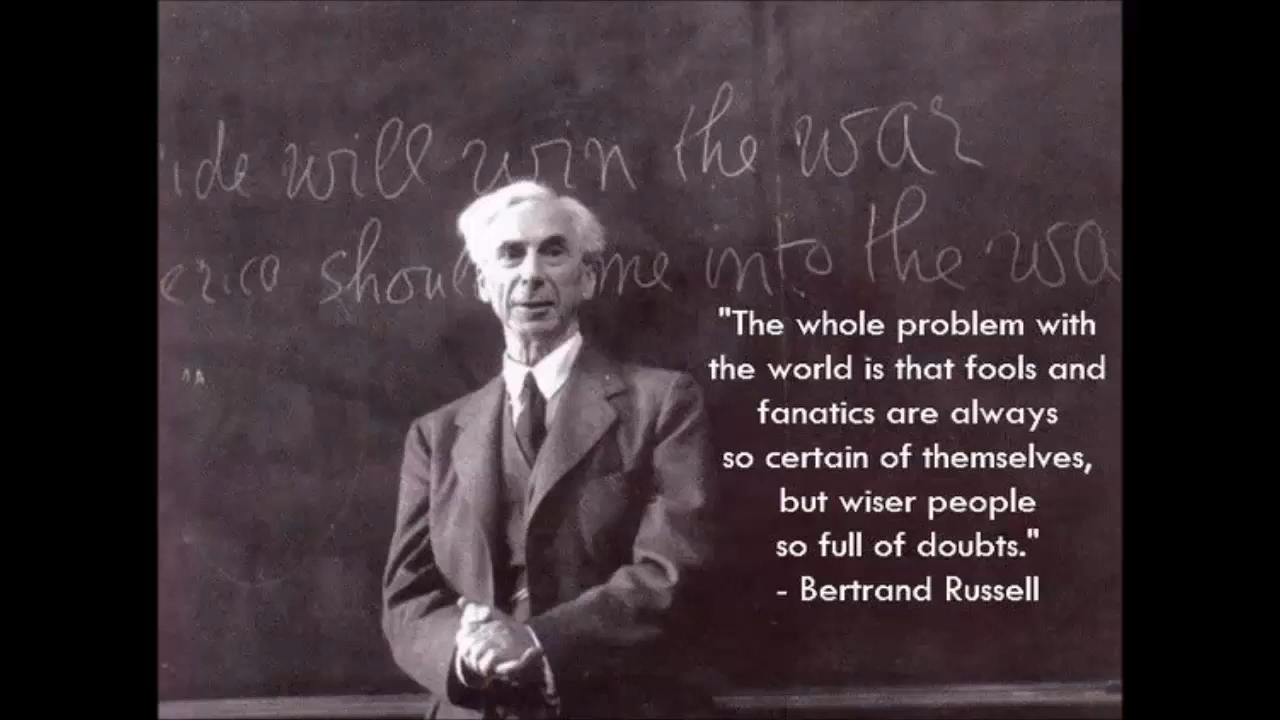 ide will win the war
erica shoul me into the wa
"The whole problem with
the world is that fools and
fanatics are always
so certain of themselves,
but wiser people
so full of doubts."
- Bertrand Russell